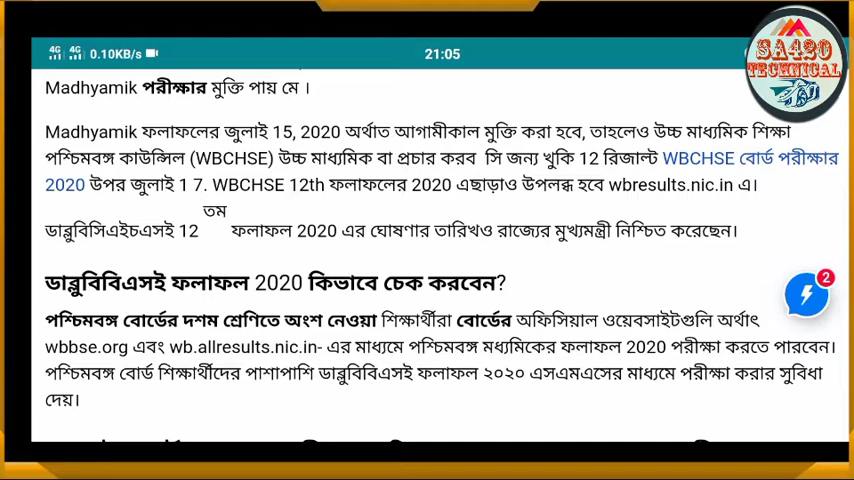 4G 4G 0.10KB/s
21:05
SA420
TECHNICAL
Madhyamik পরীক্ষার মুক্তি পায় মে ।
Madhyamik ফলাফলের জুলাই 15, 2020 অর্থাত আগামীকাল মুক্তি করা হবে, তাহলেও উচ্চ মাধ্যমিক শিক্ষা
পশ্চিমবঙ্গ কাউন্সিল (WBCHSE) উচ্চ মাধ্যমিক বা প্রচার করব সি জন্য খুকি 12 রিজাল্ট WBCHSE বোর্ড পরীক্ষার
2020 উপর জুলাই 1 7. WBCHSE 12th ফলাফলের 2020 এছাড়াও উপলব্ধ হবে wbresults.nic.in এ।
ডাব্লুবিসিএইচএসই 12 তম ফলাফল 2020 এর ঘোষণার তারিখও রাজ্যের মুখ্যমন্ত্রী নিশ্চিত করেছেন।
ডাব্লুবিবিএসই ফলাফল 2020 কিভাবে চেক করবেন?
2
পশ্চিমবঙ্গ বোর্ডের দশম শ্রেণিতে অংশ নেওয়া শিক্ষার্থীরা বোর্ডের অফিসিয়াল ওয়েবসাইটগুলি অর্থাৎ
wbbse.org এবং wb.allresults.nic.in- এর মাধ্যমে পশ্চিমবঙ্গ মধ্যমিকের ফলাফল 2020 পরীক্ষা করতে পারবেন।
পশ্চিমবঙ্গ বোর্ড শিক্ষার্থীদের পাশাপাশি ডাব্লুবিবিএসই ফলাফল ২০২০ এসএমএসের মাধ্যমে পরীক্ষা করার সুবিধা
দেয়।